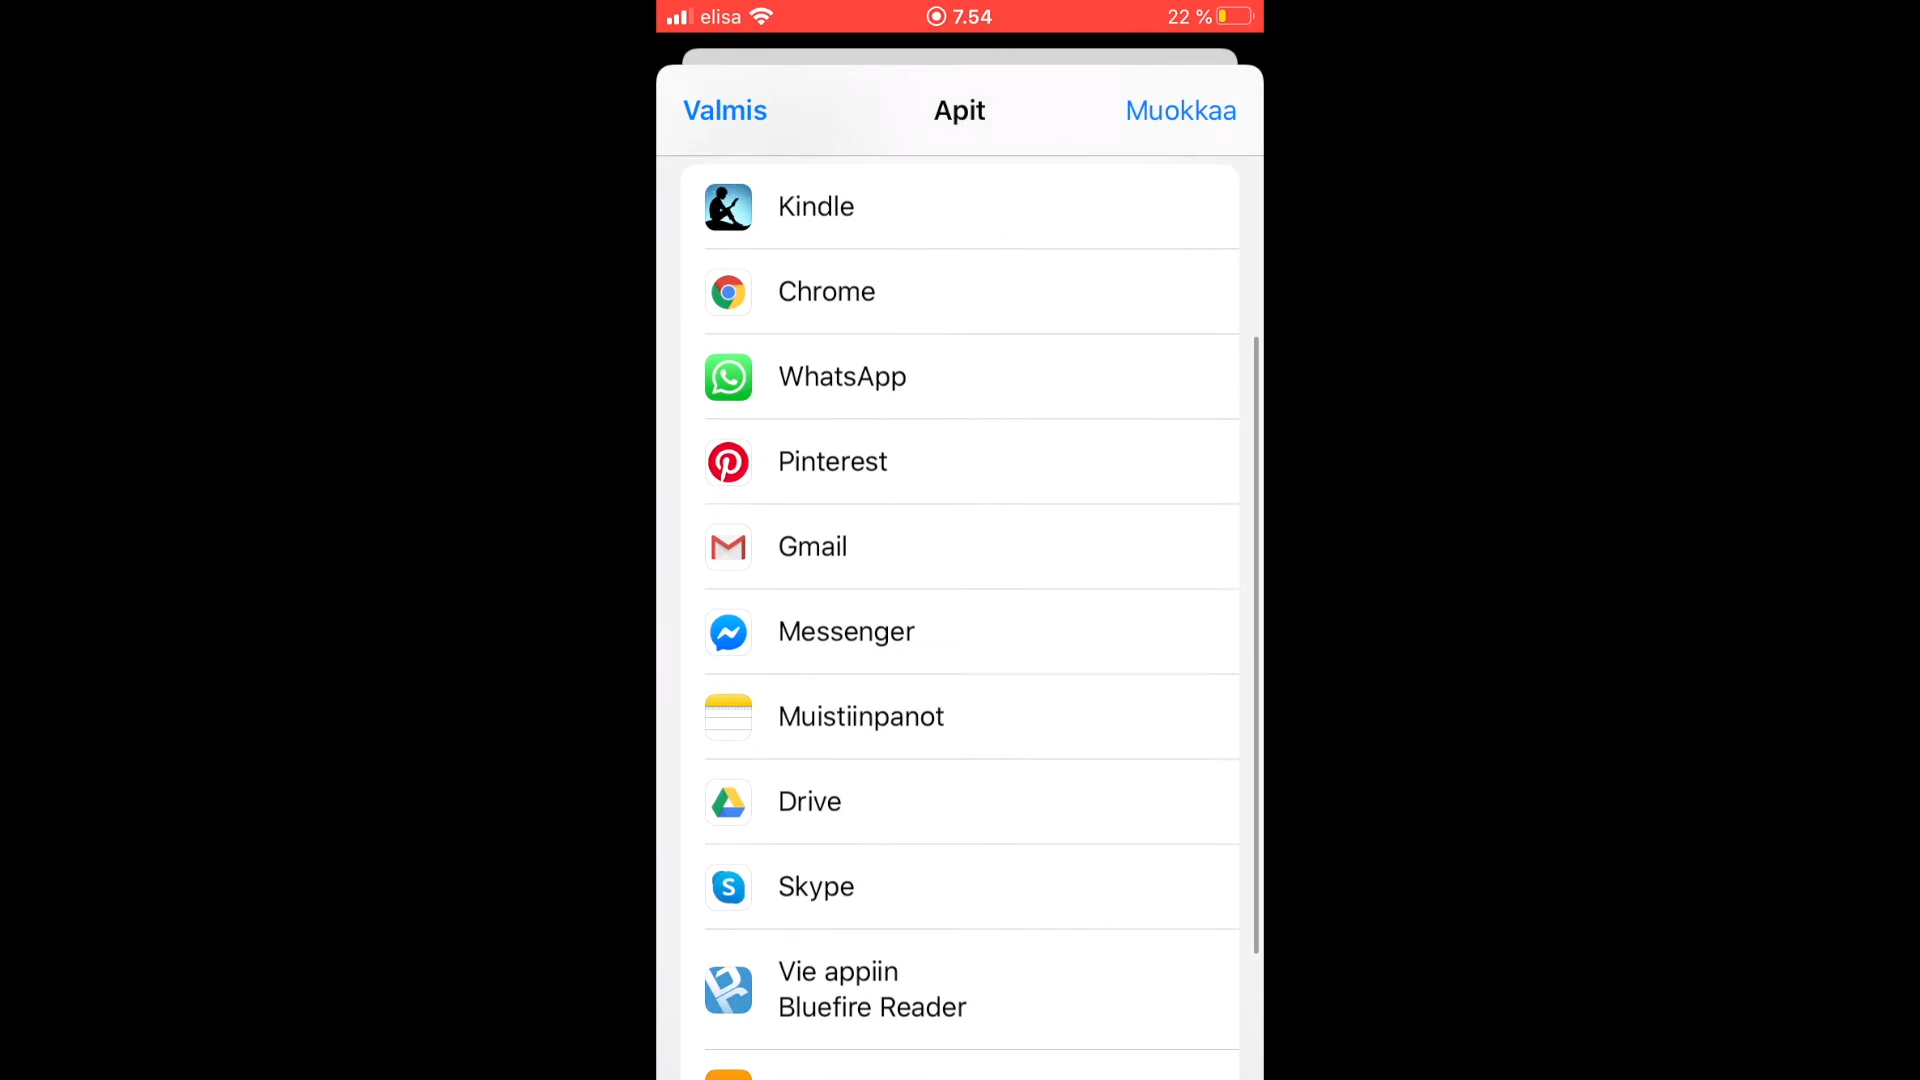 elisa 7.54 22 %
Valmis Apit Muokkaa
Kindle
Chrome
WhatsApp
Pinterest
Gmail
Messenger
Muistiinpanot
Drive
S Skype
Vie appiin
Bluefire Reader